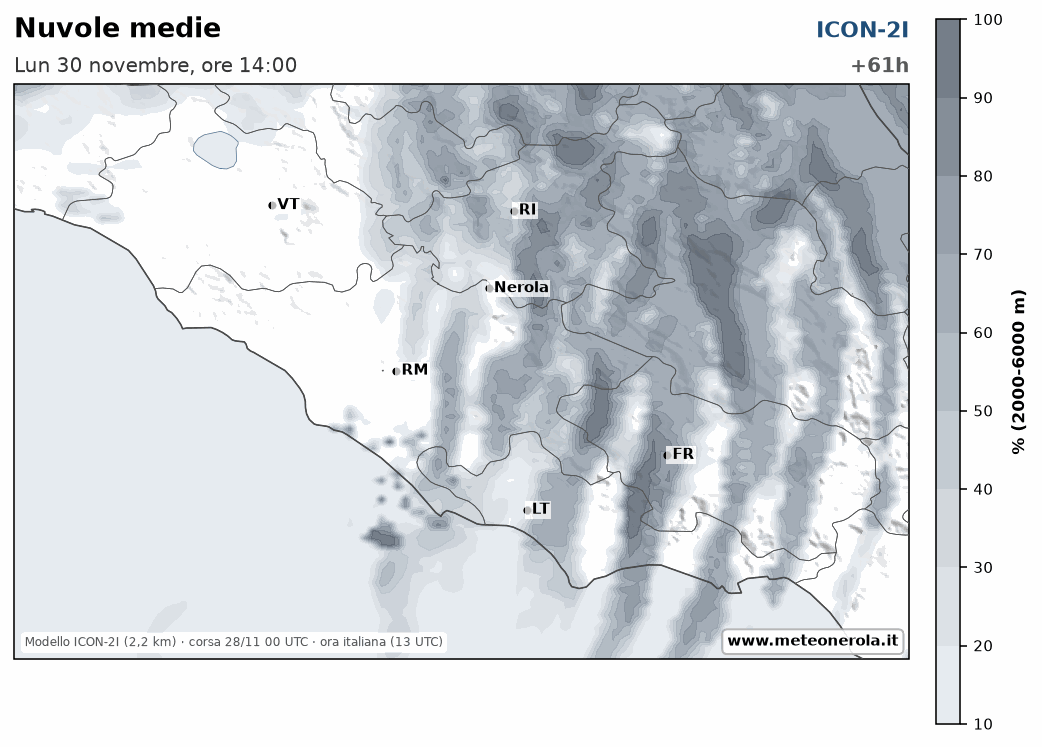 Nuvole medie
ICON-2I
Lun 30 novembre, ore 14:00
+61h
VT
RI
Nerola
RM
FR
LT
Modello ICON-2I (2,2 km) · corsa 28/11 00 UTC · ora italiana (13 UTC)
www.meteonerola.it
100
90
80
70
60
50
40
30
20
10
% (2000-6000 m)